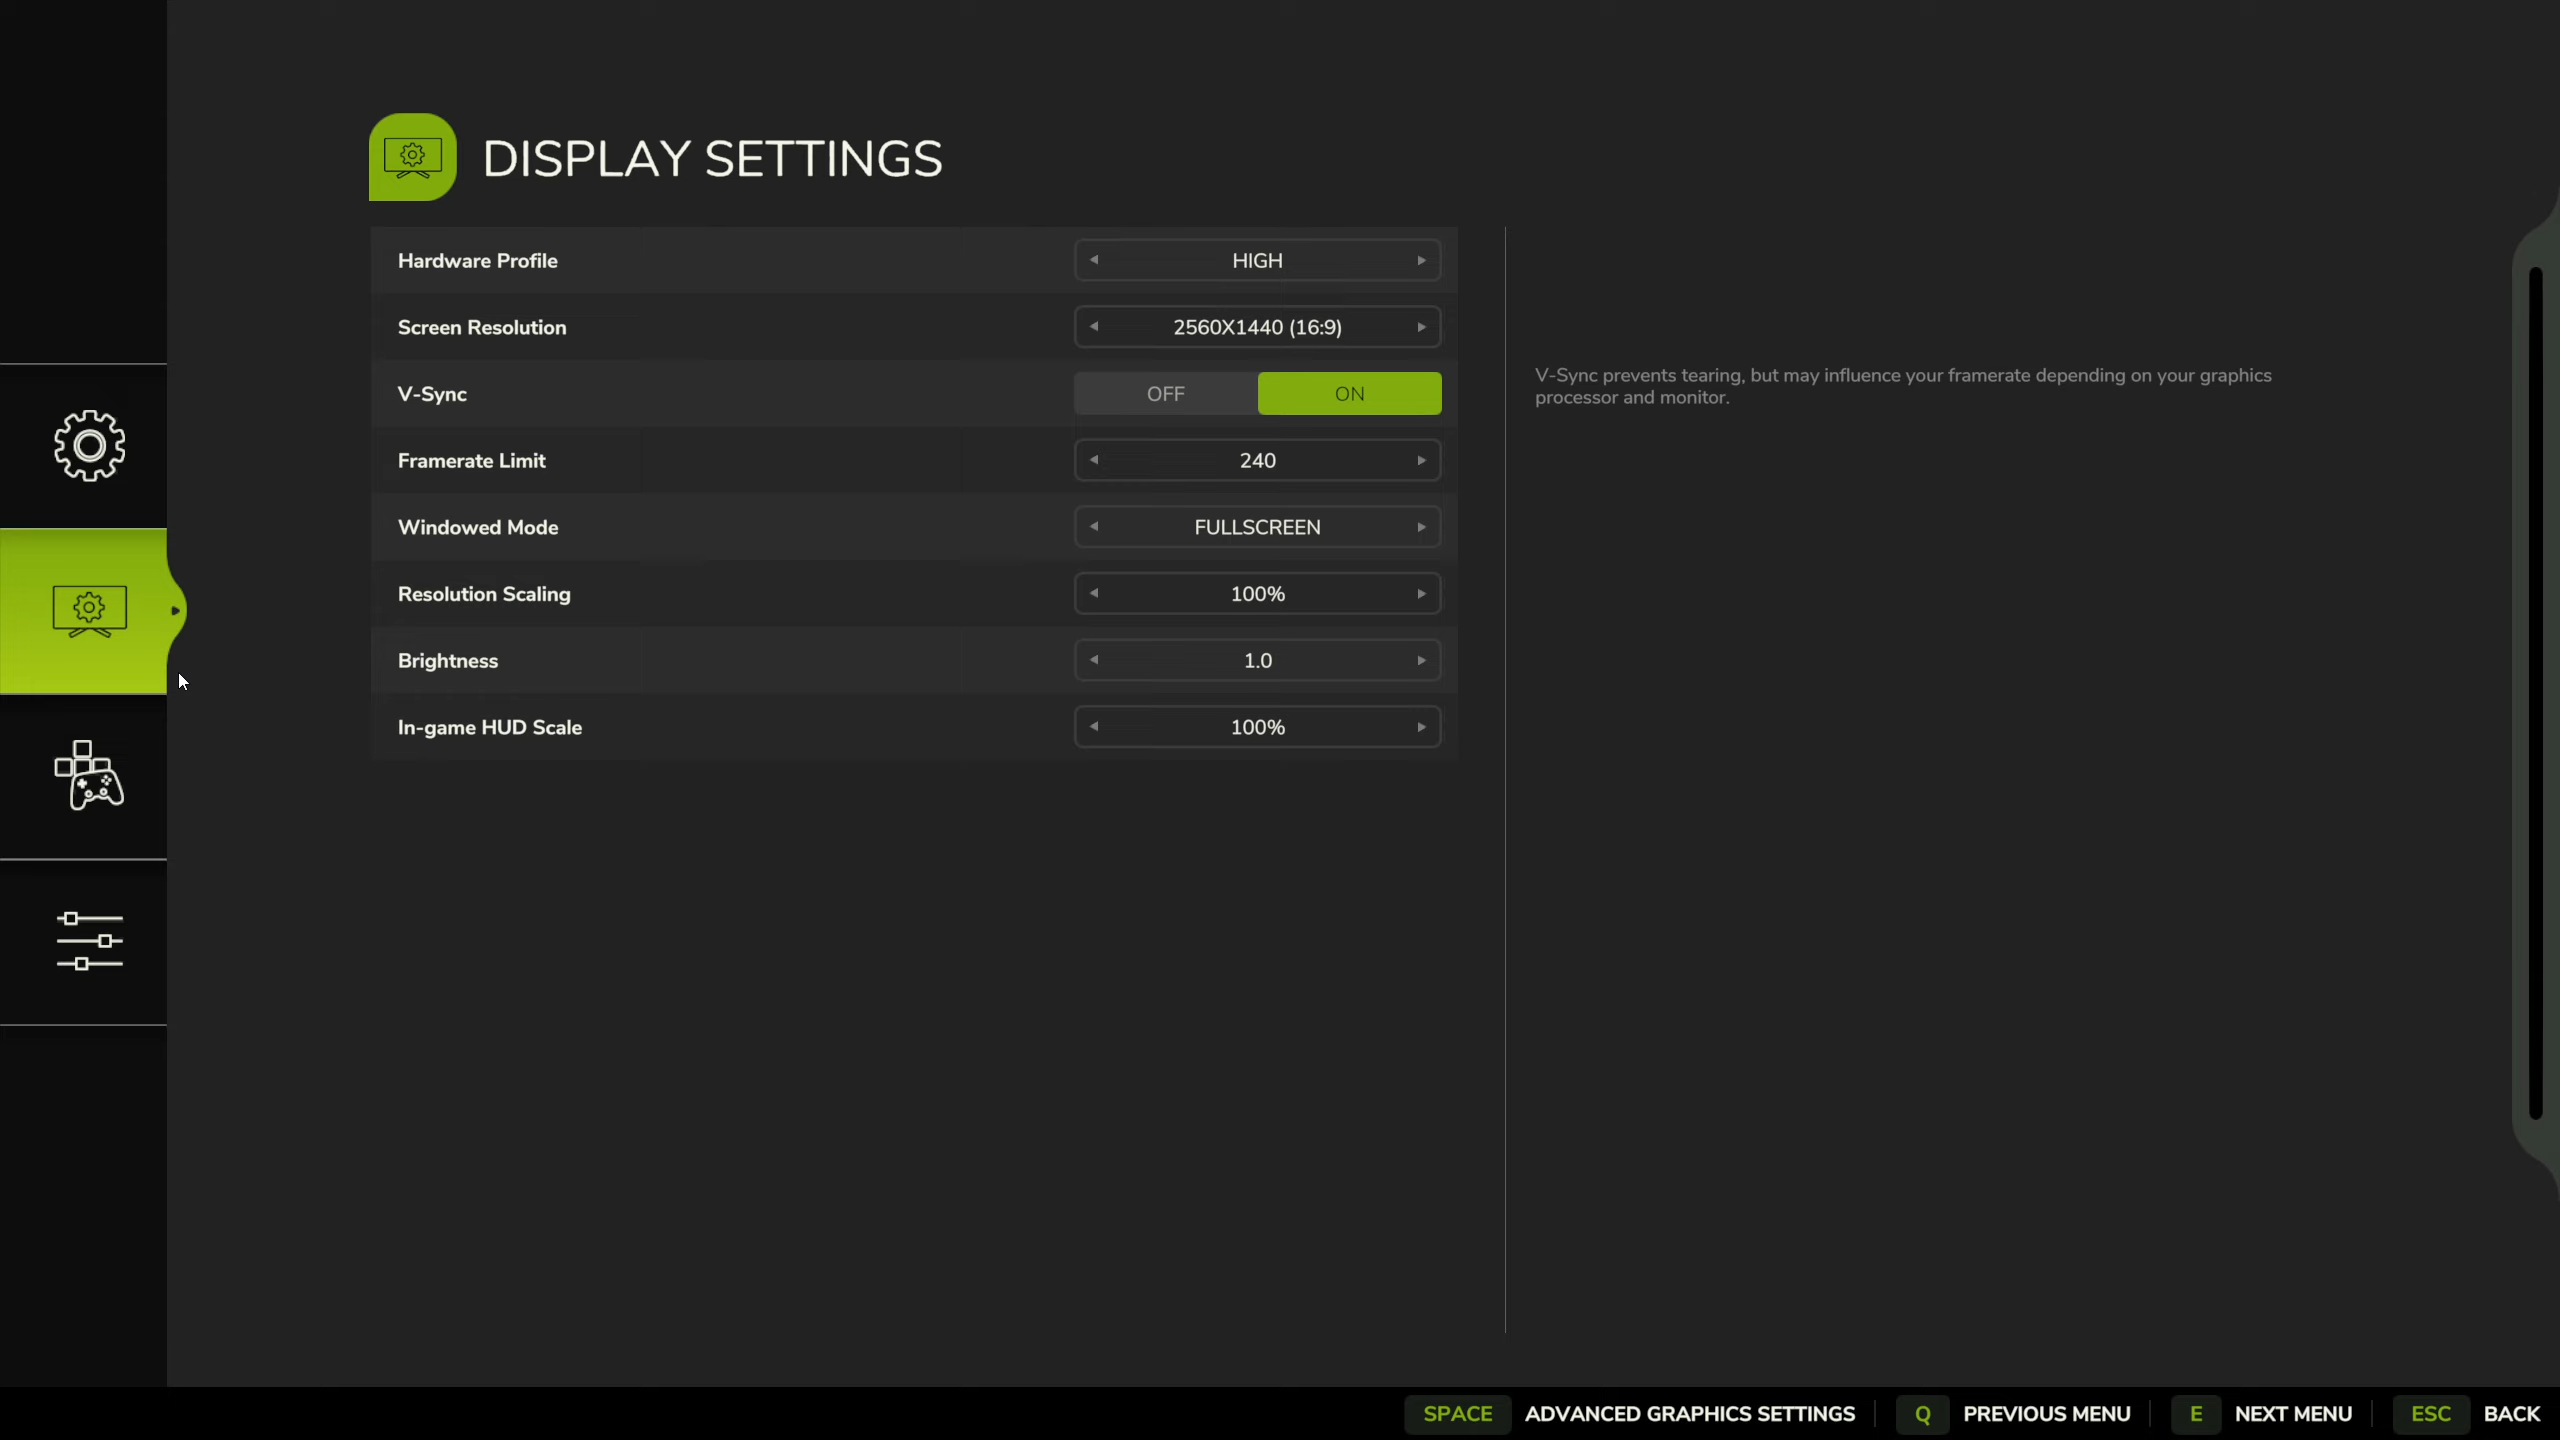 DISPLAY SETTINGS
Hardware Profile HIGH
Screen Resolution 2560X1440 (16:9)
V-Sync OFF ON
Framerate Limit 240
Windowed Mode FULLSCREEN
Resolution Scaling 100%
Brightness 1.0
In-game HUD Scale 100%
V-Sync prevents tearing, but may influence your framerate depending on your graphics
processor and monitor.
SPACE ADVANCED GRAPHICS SETTINGS Q PREVIOUS MENU E NEXT MENU ESC BACK